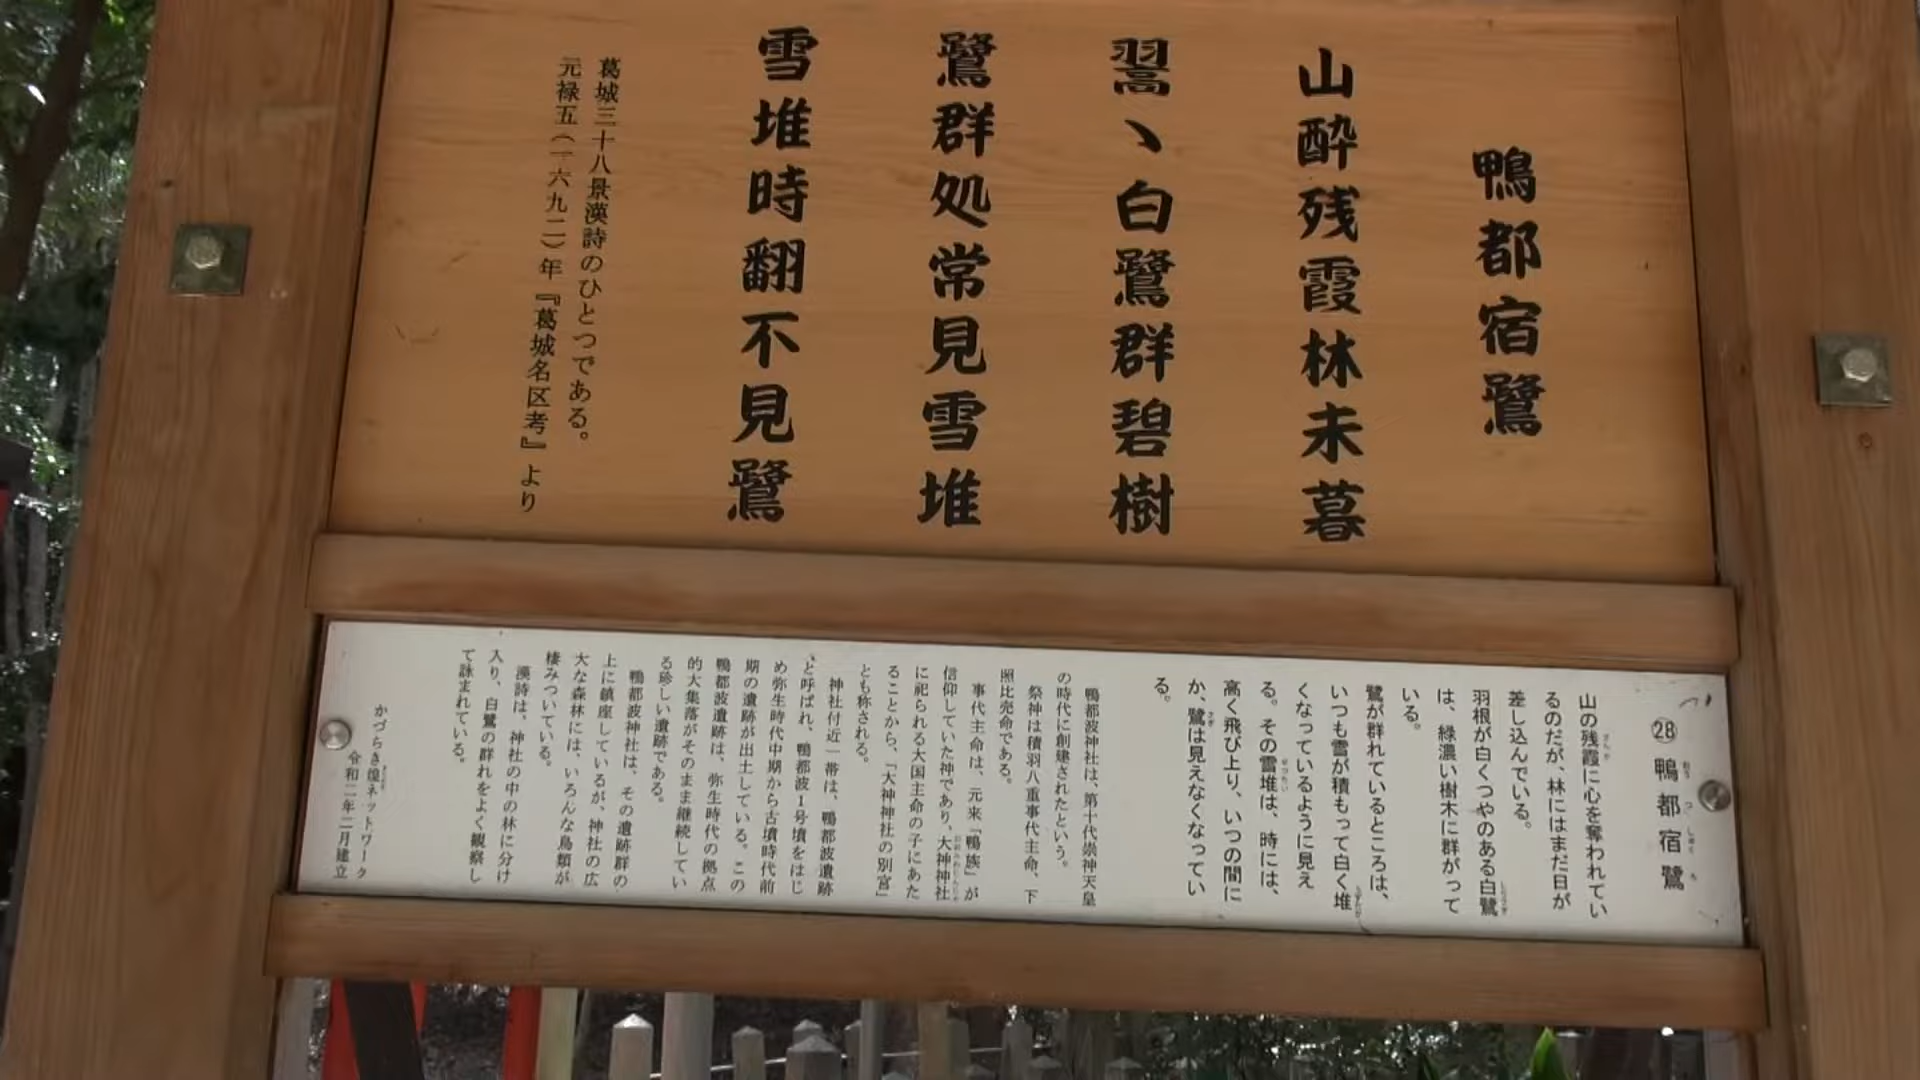 鴨都宿鷺
山酔残霞林未暮
翯丶白鷺群碧樹
鷺群処常見雪堆
雪堆時翻不見鷺
葛城三十八景漢詩のひとつである。
元禄五(一六九二)年『葛城名区考』より
㉘ 鴨都宿鷺
山の残霞に心を奪われてい
るのだが、林にはまだ日が
差し込んでいる。
羽根が白くつやのある白鷺
は、緑濃い樹木に群がって
いる。
鷺が群れているところは、
いつも雪が積もって白く堆
くなっているように見え
る。その雪堆は、時には、
高く飛び上り、いつの間に
か、鷺は見えなくなってい
る。
鴨都波神社は、第十代崇神天皇
の時代に創建されたという。
祭神は積羽八重事代主命、下
照比売命である。
事代主命は、元来「鴨族」が
信仰していた神であり、大神神社
に祀られる大国主命の子にあた
ることから、「大神神社の別宮」
とも称される。
神社付近一帯は、鴨都波遺跡
と呼ばれ、鴨都波1号墳をはじ
め弥生時代中期から古墳時代前
期の遺跡が出土している。この
鴨都波遺跡は、弥生時代の拠点
的大集落がそのまま継続してい
る珍しい遺跡である。
鴨都波神社は、その遺跡群の
上に鎮座しているが、神社の広
大な森林には、いろんな鳥類が
棲みついている。
漢詩は、神社の中の林に分け
入り、白鷺の群れをよく観察し
て詠まれている。
かづらき煌ネットワーク
令和二年二月建立